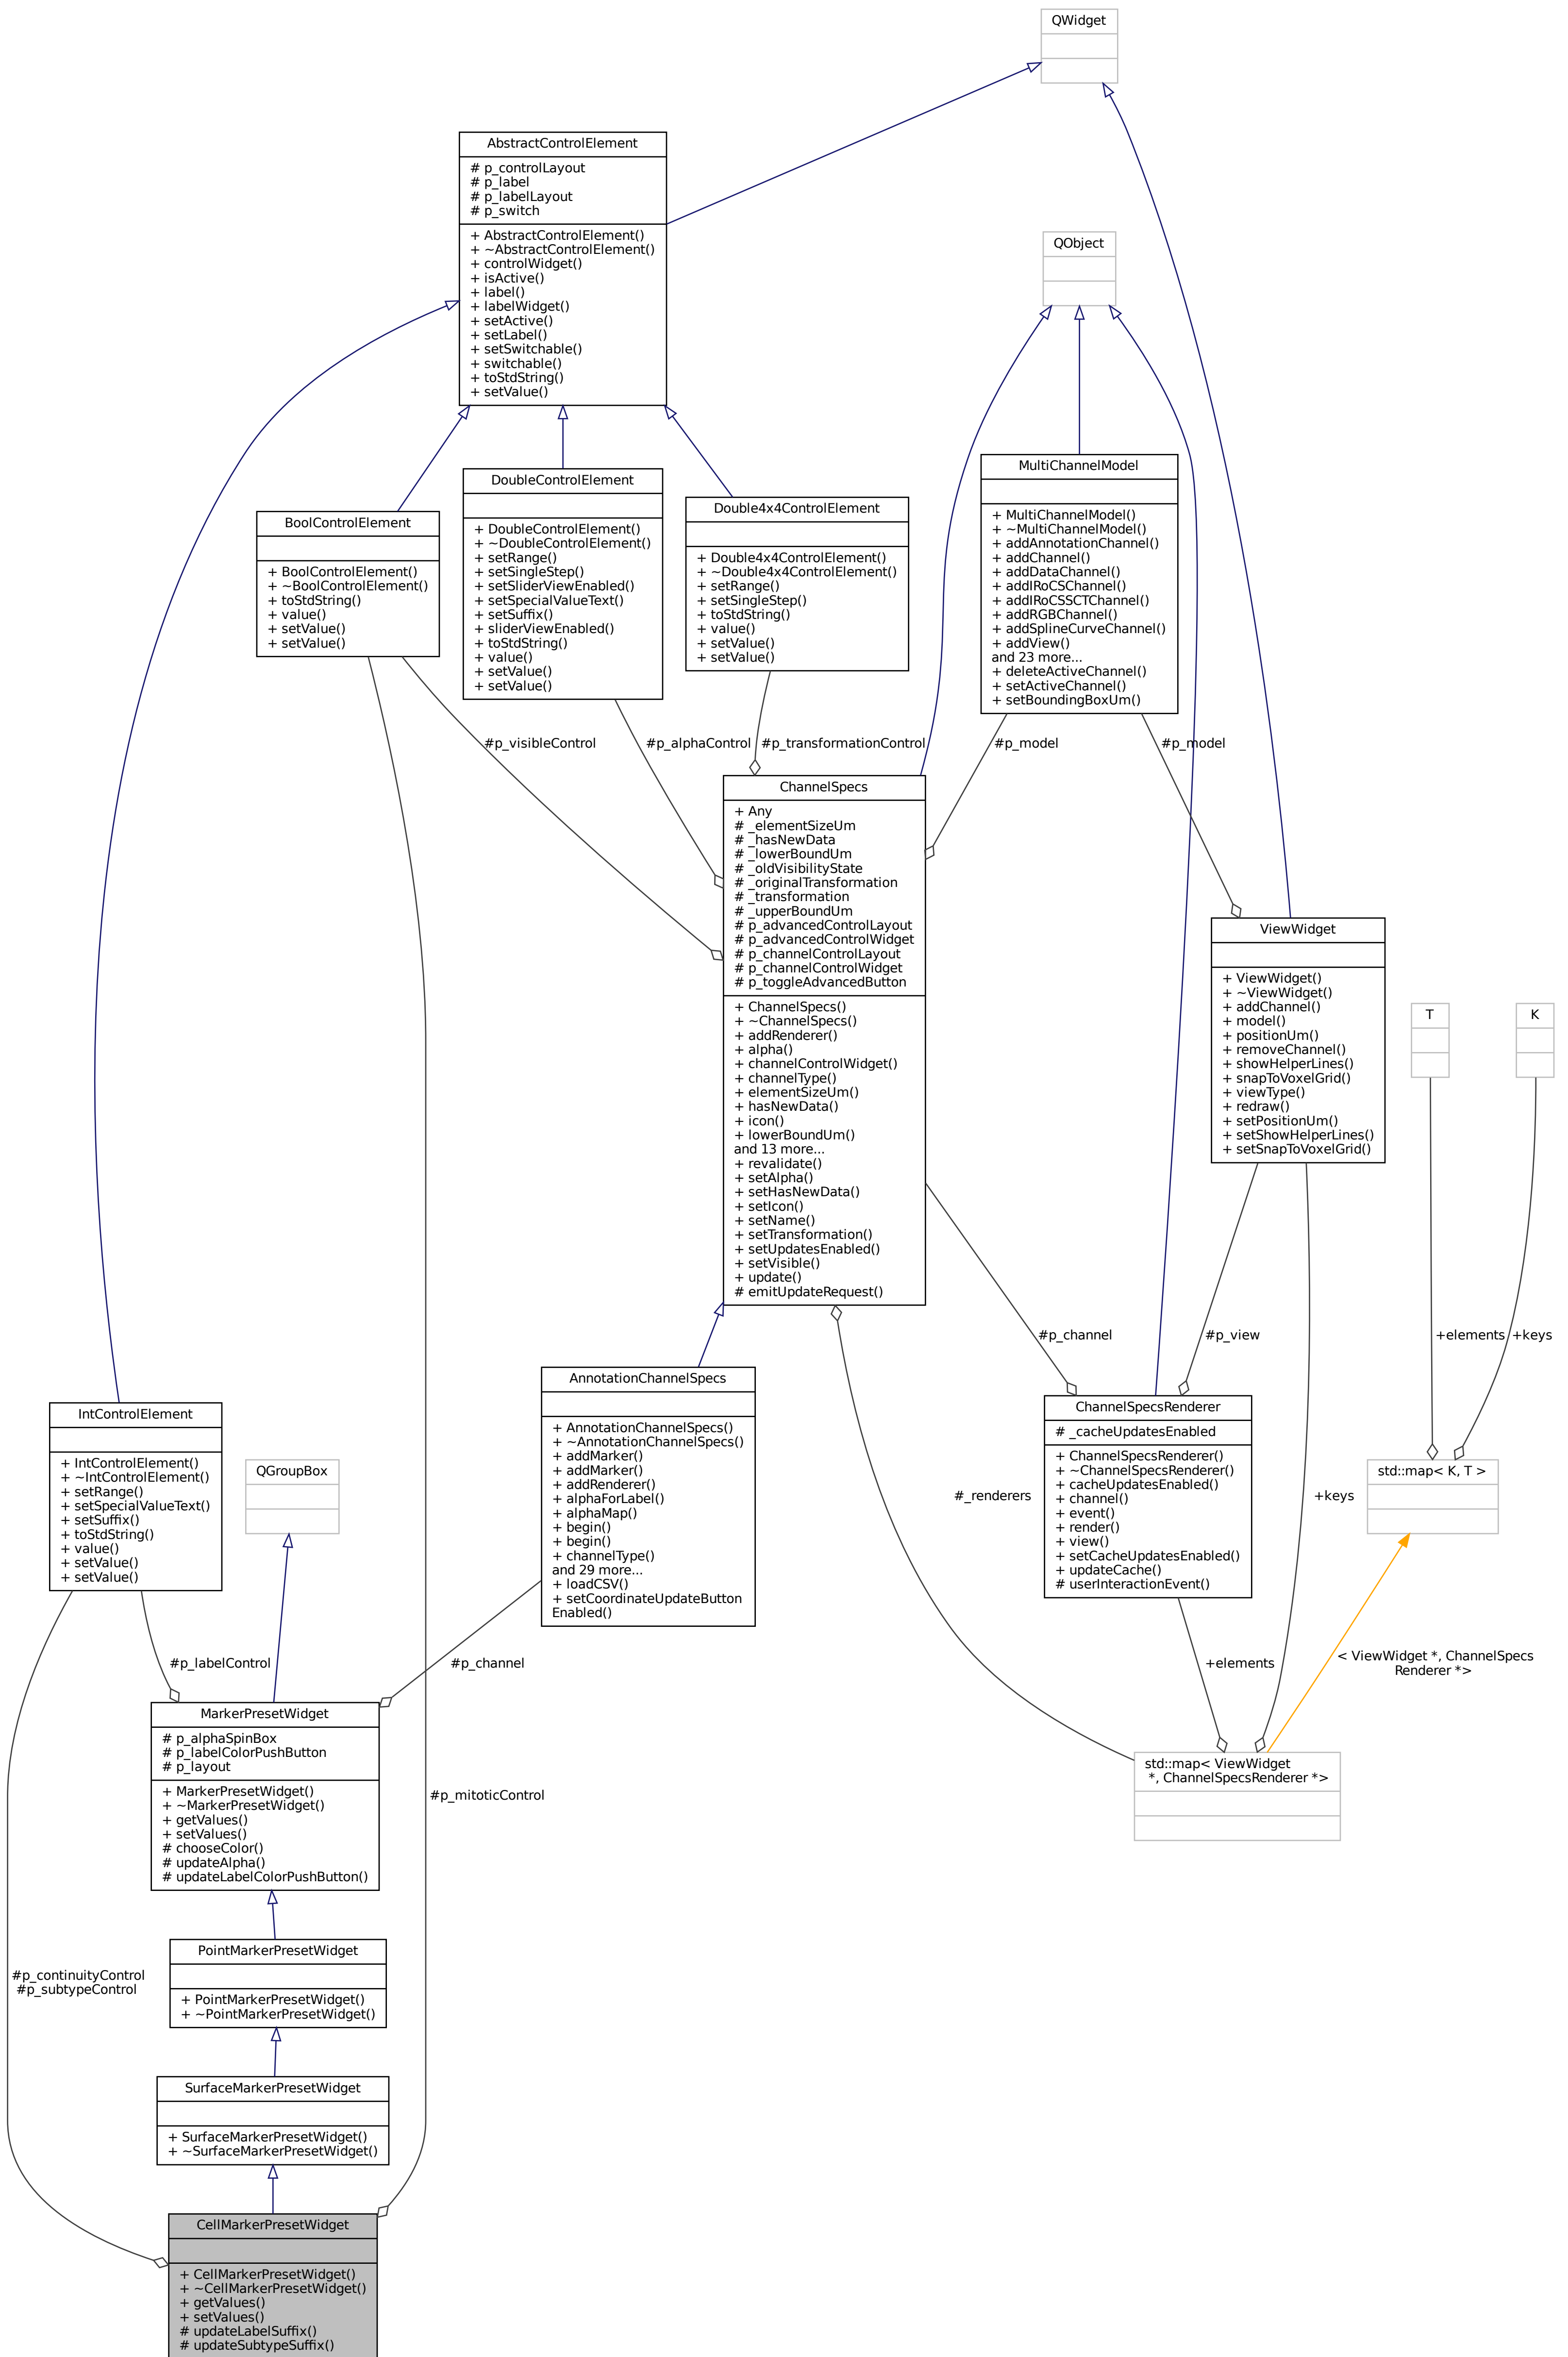 QWidget
AbstractControlElement
# p_controlLayout
# p_label
# p_labelLayout
# p_switch
+ AbstractControlElement()
+ ~AbstractControlElement()
+ controlWidget()
+ isActive()
+ label()
+ labelWidget()
+ setActive()
+ setLabel()
+ setSwitchable()
+ switchable()
+ toStdString()
+ setValue()
QObject
BoolControlElement
+ BoolControlElement()
+ ~BoolControlElement()
+ toStdString()
+ value()
+ setValue()
+ setValue()
DoubleControlElement
+ DoubleControlElement()
+ ~DoubleControlElement()
+ setRange()
+ setSingleStep()
+ setSliderViewEnabled()
+ setSpecialValueText()
+ setSuffix()
+ sliderViewEnabled()
+ toStdString()
+ value()
+ setValue()
+ setValue()
Double4x4ControlElement
+ Double4x4ControlElement()
+ ~Double4x4ControlElement()
+ setRange()
+ setSingleStep()
+ toStdString()
+ value()
+ setValue()
+ setValue()
MultiChannelModel
+ MultiChannelModel()
+ ~MultiChannelModel()
+ addAnnotationChannel()
+ addChannel()
+ addDataChannel()
+ addIRoCSChannel()
+ addIRoCSSCTChannel()
+ addRGBChannel()
+ addSplineCurveChannel()
+ addView()
and 23 more...
+ deleteActiveChannel()
+ setActiveChannel()
+ setBoundingBoxUm()
#p_visibleControl
#p_alphaControl
#p_transformationControl
#p_model
#p_model
ChannelSpecs
+ Any
# _elementSizeUm
# _hasNewData
# _lowerBoundUm
# _oldVisibilityState
# _originalTransformation
# _transformation
# _upperBoundUm
# p_advancedControlLayout
# p_advancedControlWidget
# p_channelControlLayout
# p_channelControlWidget
# p_toggleAdvancedButton
+ ChannelSpecs()
+ ~ChannelSpecs()
+ addRenderer()
+ alpha()
+ channelControlWidget()
+ channelType()
+ elementSizeUm()
+ hasNewData()
+ icon()
+ lowerBoundUm()
and 13 more...
+ revalidate()
+ setAlpha()
+ setHasNewData()
+ setIcon()
+ setName()
+ setTransformation()
+ setUpdatesEnabled()
+ setVisible()
+ update()
# emitUpdateRequest()
ViewWidget
+ ViewWidget()
+ ~ViewWidget()
+ addChannel()
+ model()
+ positionUm()
+ removeChannel()
+ showHelperLines()
+ snapToVoxelGrid()
+ viewType()
+ redraw()
+ setPositionUm()
+ setShowHelperLines()
+ setSnapToVoxelGrid()
T
K
#p_channel
#p_view
+elements
+keys
IntControlElement
+ IntControlElement()
+ ~IntControlElement()
+ setRange()
+ setSpecialValueText()
+ setSuffix()
+ toStdString()
+ value()
+ setValue()
+ setValue()
QGroupBox
AnnotationChannelSpecs
+ AnnotationChannelSpecs()
+ ~AnnotationChannelSpecs()
+ addMarker()
+ addMarker()
+ addRenderer()
+ alphaForLabel()
+ alphaMap()
+ begin()
+ begin()
+ channelType()
and 29 more...
+ loadCSV()
+ setCoordinateUpdateButton
Enabled()
#_renderers
ChannelSpecsRenderer
# _cacheUpdatesEnabled
+ ChannelSpecsRenderer()
+ ~ChannelSpecsRenderer()
+ cacheUpdatesEnabled()
+ channel()
+ event()
+ render()
+ view()
+ setCacheUpdatesEnabled()
+ updateCache()
# userInteractionEvent()
+keys
std::map< K, T >
#p_labelControl
#p_channel
+elements
< ViewWidget *, ChannelSpecs
Renderer *>
MarkerPresetWidget
# p_alphaSpinBox
# p_labelColorPushButton
# p_layout
+ MarkerPresetWidget()
+ ~MarkerPresetWidget()
+ getValues()
+ setValues()
# chooseColor()
# updateAlpha()
# updateLabelColorPushButton()
#p_mitoticControl
std::map< ViewWidget
*, ChannelSpecsRenderer *>
#p_continuityControl
#p_subtypeControl
PointMarkerPresetWidget
+ PointMarkerPresetWidget()
+ ~PointMarkerPresetWidget()
SurfaceMarkerPresetWidget
+ SurfaceMarkerPresetWidget()
+ ~SurfaceMarkerPresetWidget()
CellMarkerPresetWidget
+ CellMarkerPresetWidget()
+ ~CellMarkerPresetWidget()
+ getValues()
+ setValues()
# updateLabelSuffix()
# updateSubtypeSuffix()